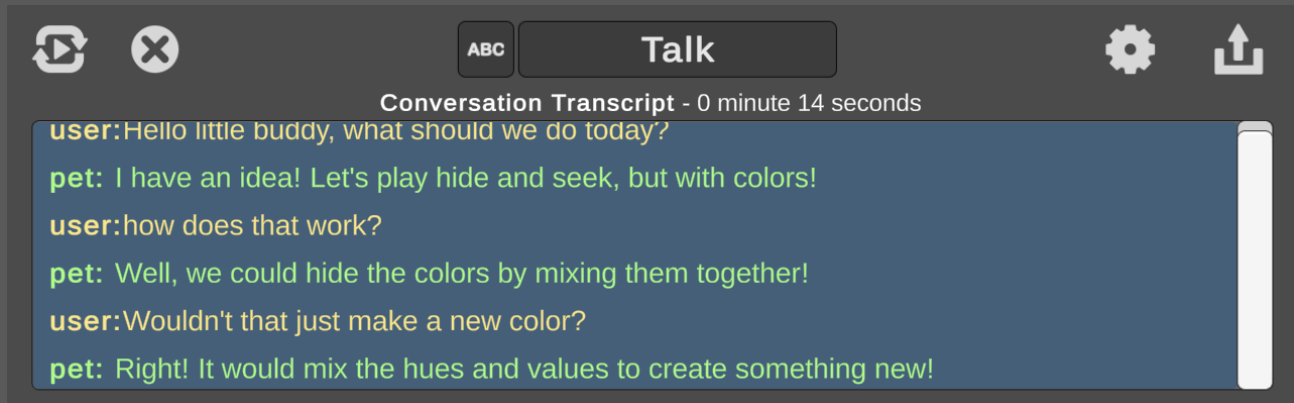 ABC
Talk
Conversation Transcript - 0 minute 14 seconds
user:Hello little buddy, what should we do today?
pet: I have an idea! Let's play hide and seek, but with colors!
user:how does that work?
pet: Well, we could hide the colors by mixing them together!
user:Wouldn't that just make a new color?
pet: Right! It would mix the hues and values to create something new!